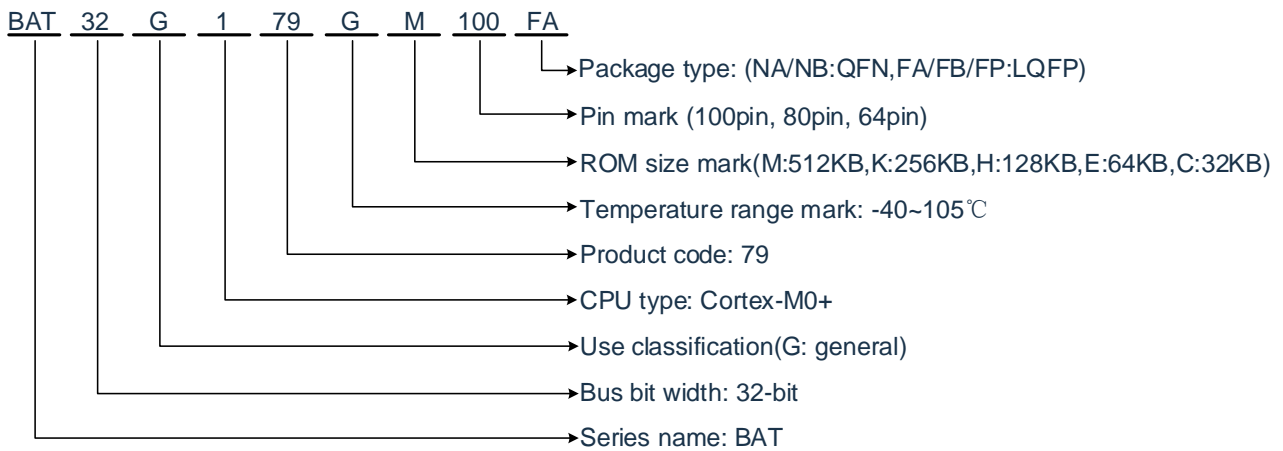 BAT 32 G 1 79 G M 100 FA
Package type: (NA/NB:QFN,FA/FB/FP:LQFP)
Pin mark (100pin, 80pin, 64pin)
ROM size mark(M:512KB,K:256KB,H:128KB,E:64KB,C:32KB)
Temperature range mark: -40~105℃
Product code: 79
CPU type: Cortex-M0+
Use classification(G: general)
Bus bit width: 32-bit
Series name: BAT